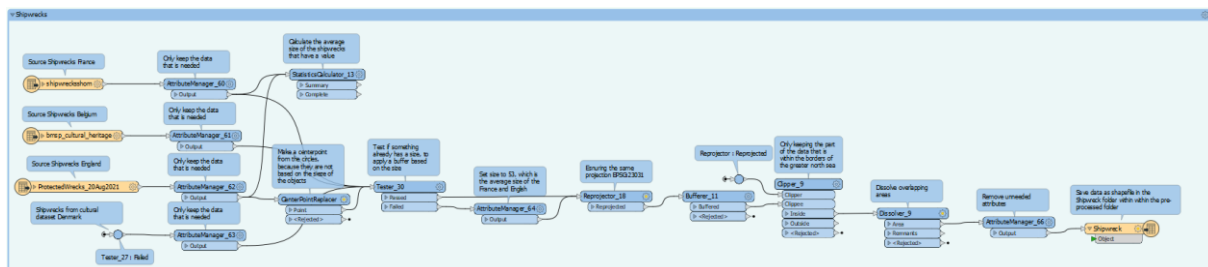 Shipwrecks
Source Shipwrecks France
shipwreckeshom
Only keep the data
that is needed
AttributeManager_60
Output
Calculate the average
size of the shipwrecks
that have a value
StatisticsCalculator_13
Summary
Complete
Source Shipwrecks Belgium
bmsp_cultural_heritage
Only keep the data
that is needed
AttributeManager_61
Output
Source Shipwrecks England
ProtectedWrecks_20Aug2021
Only keep the data
that is needed
AttributeManager_62
Output
Make a centerpoint
from the circles,
because they are not
based on the sizes of
the objects
CenterPointReplacer
Point
<Rejected>
Shipwrecks from cultural
dataset Denmark
Tester_27 : Failed
Only keep the data
that is needed
AttributeManager_63
Output
Test if something
already has a size, to
apply a buffer based
on the size
Tester_30
Passed
Failed
Set size to 53, which is
the average size of the
France and English
AttributeManager_64
Output
Ensuring the same
projection EPSG:23031
Reprojector_18
Reprojected
Buffererr_11
Buffered
<Rejected>
Reprojector : Reprojected
Only keeping the part
of the data that is
within the borders of
the greater north sea
Clipper_9
Clipper
Clippee
Inside
Outside
<Rejected>
Dissolve overlapping
areas
Dissolver_9
Area
Remnants
<Rejected>
Remove unneeded
attributes
AttributeManager_66
Output
Save data as shapefile in the
Shipwreck folder within within the pre-
processed folder
Shipwreck
Object